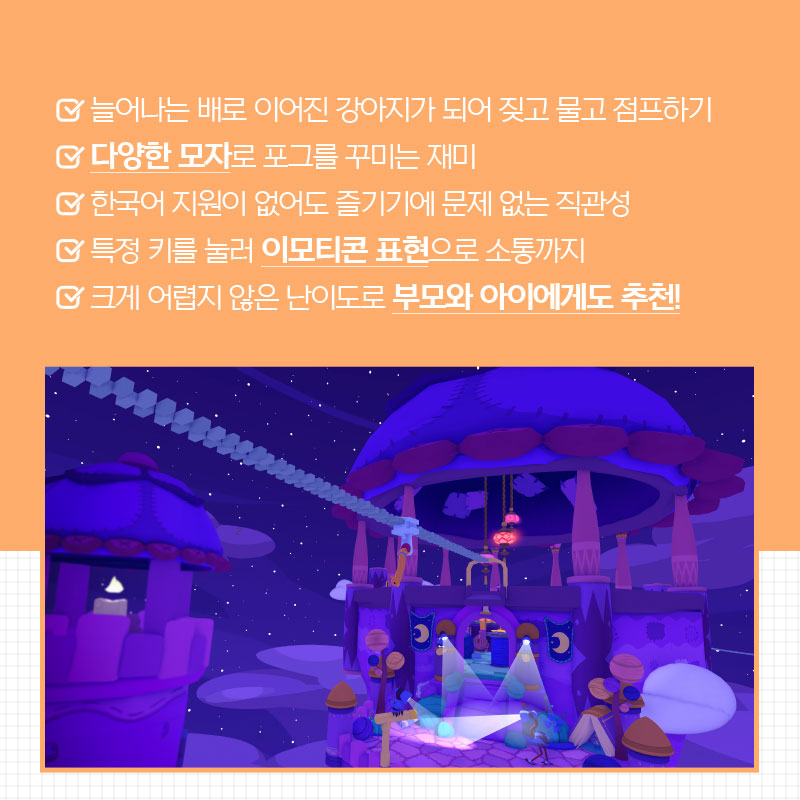 늘어나는 배로 이어진 강아지가 되어 짖고 물고 점프하기
다양한 모자로 포그를 꾸미는 재미
한국어 지원이 없어도 즐기기에 문제 없는 직관성
특정 키를 눌러 이모티콘 표현으로 소통까지
크게 어렵지 않은 난이도로 부모와 아이에게도 추천!